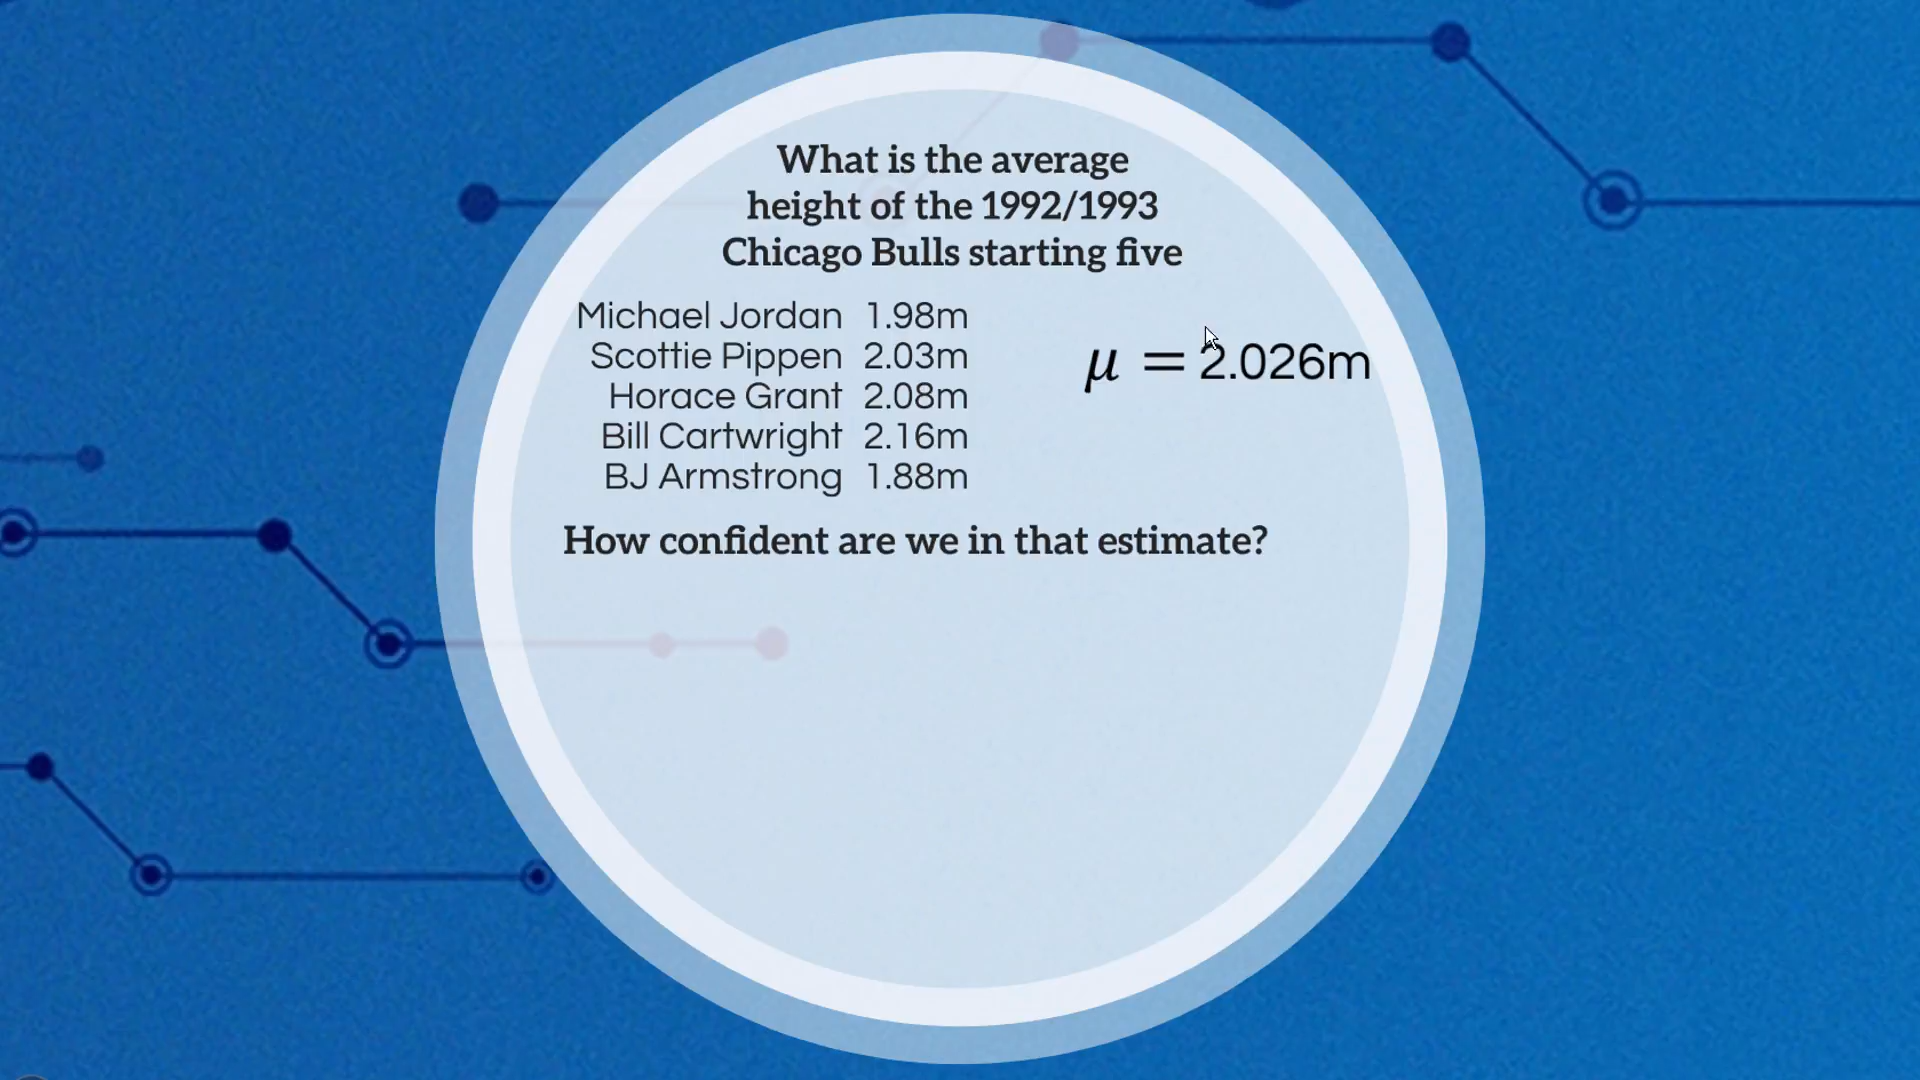 What is the average
height of the 1992/1993
Chicago Bulls starting five
Michael Jordan 1.98m
Scottie Pippen 2.03m
Horace Grant 2.08m
Bill Cartwright 2.16m
BJ Armstrong 1.88m
μ = 2.026m
How confident are we in that estimate?